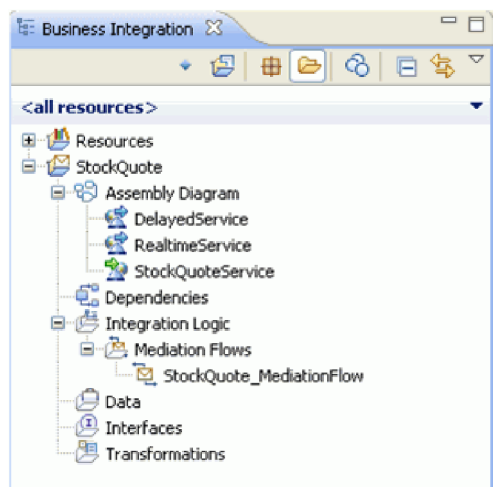 Business Integration
<all resources>
Resources
StockQuote
Assembly Diagram
DelayedService
RealtimeService
StockQuoteService
Dependencies
Integration Logic
Mediation Flows
StockQuote_MediationFlow
Data
Interfaces
Transformations